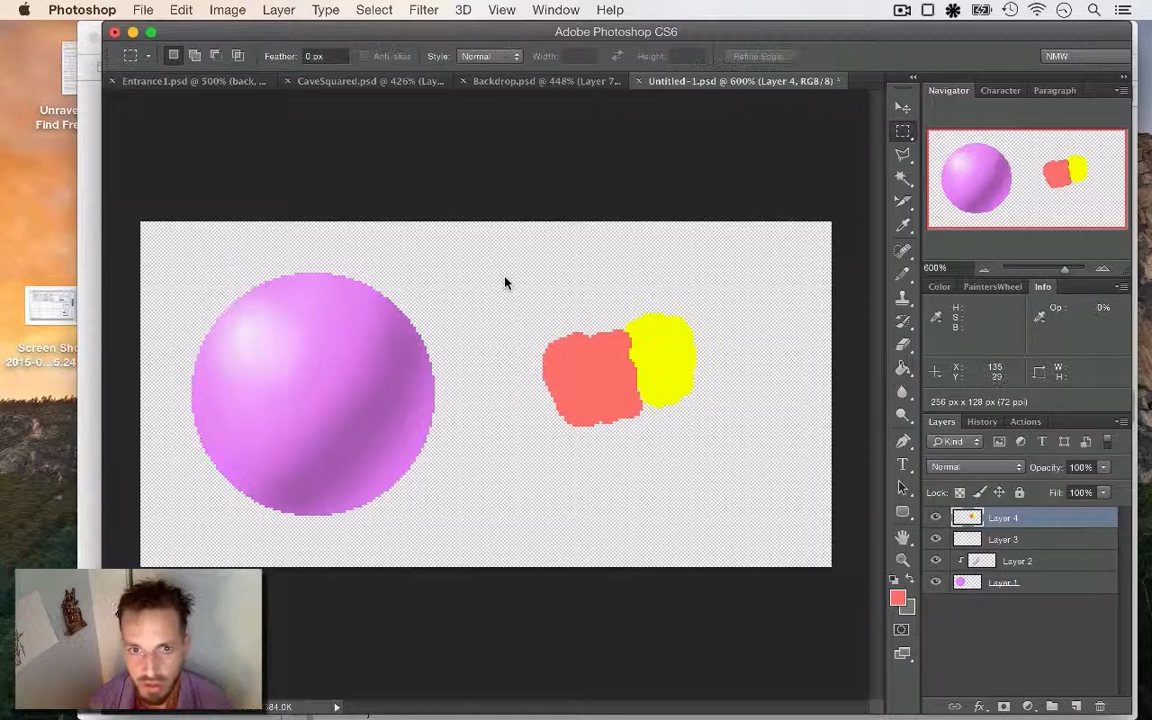 Photoshop File Edit Image Layer Type Select Filter 3D View Window Help
Adobe Photoshop CS6
Feather: 0 px Anti-alias Style: Normal Width: Height: Refine Edge... NMW
Entrance1.psd @ 500% (back, ... CaveSquared.psd @ 426% (Lay... Backdrop.psd @ 448% (Layer 7... Untitled-1.psd @ 600% (Layer 4, RGB/8) *
Navigator Character Paragraph
Unrave
Find Fre
600%
Color PaintersWheel Info
H: Op: 0%
S:
B:
X: 135 W:
Y: 29 H:
256 px x 128 px (72 ppi)
Screen Sho
2015-0...5.24
Layers History Actions
Kind
Normal Opacity: 100%
Lock: Fill: 100%
Layer 4
Layer 3
Layer 2
Layer 1
T
84.0K
fx